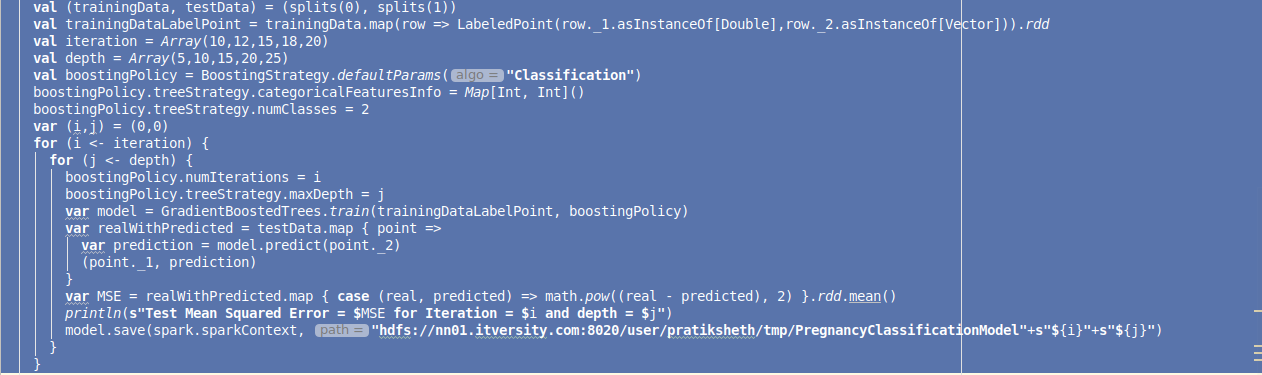 val (trainingData, testData) = (splits(0), splits(1))
val trainingDataLabelPoint = trainingData.map(row => LabeledPoint(row._1.asInstanceOf[Double],row._2.asInstanceOf[Vector])).rdd
val iteration = Array(10,12,15,18,20)
val depth = Array(5,10,15,20,25)
val boostingPolicy = BoostingStrategy.defaultParams( algo = "Classification")
boostingPolicy.treeStrategy.categoricalFeaturesInfo = Map[Int, Int]()
boostingPolicy.treeStrategy.numClasses = 2
var (i,j) = (0,0)
for (i <- iteration) {
for (j <- depth) {
boostingPolicy.numIterations = i
boostingPolicy.treeStrategy.maxDepth = j
var model = GradientBoostedTrees.train(trainingDataLabelPoint, boostingPolicy)
var realWithPredicted = testData.map { point =>
var prediction = model.predict(point._2)
(point._1, prediction)
}
var MSE = realWithPredicted.map { case (real, predicted) => math.pow((real - predicted), 2) }.rdd.mean()
println(s"Test Mean Squared Error = $MSE for Iteration = $i and depth = $j")
model.save(spark.sparkContext, path = "hdfs://nn01.itversity.com:8020/user/pratiksheth/tmp/PregnancyClassificationModel"+s"${i}"+s"${j}")
}
}